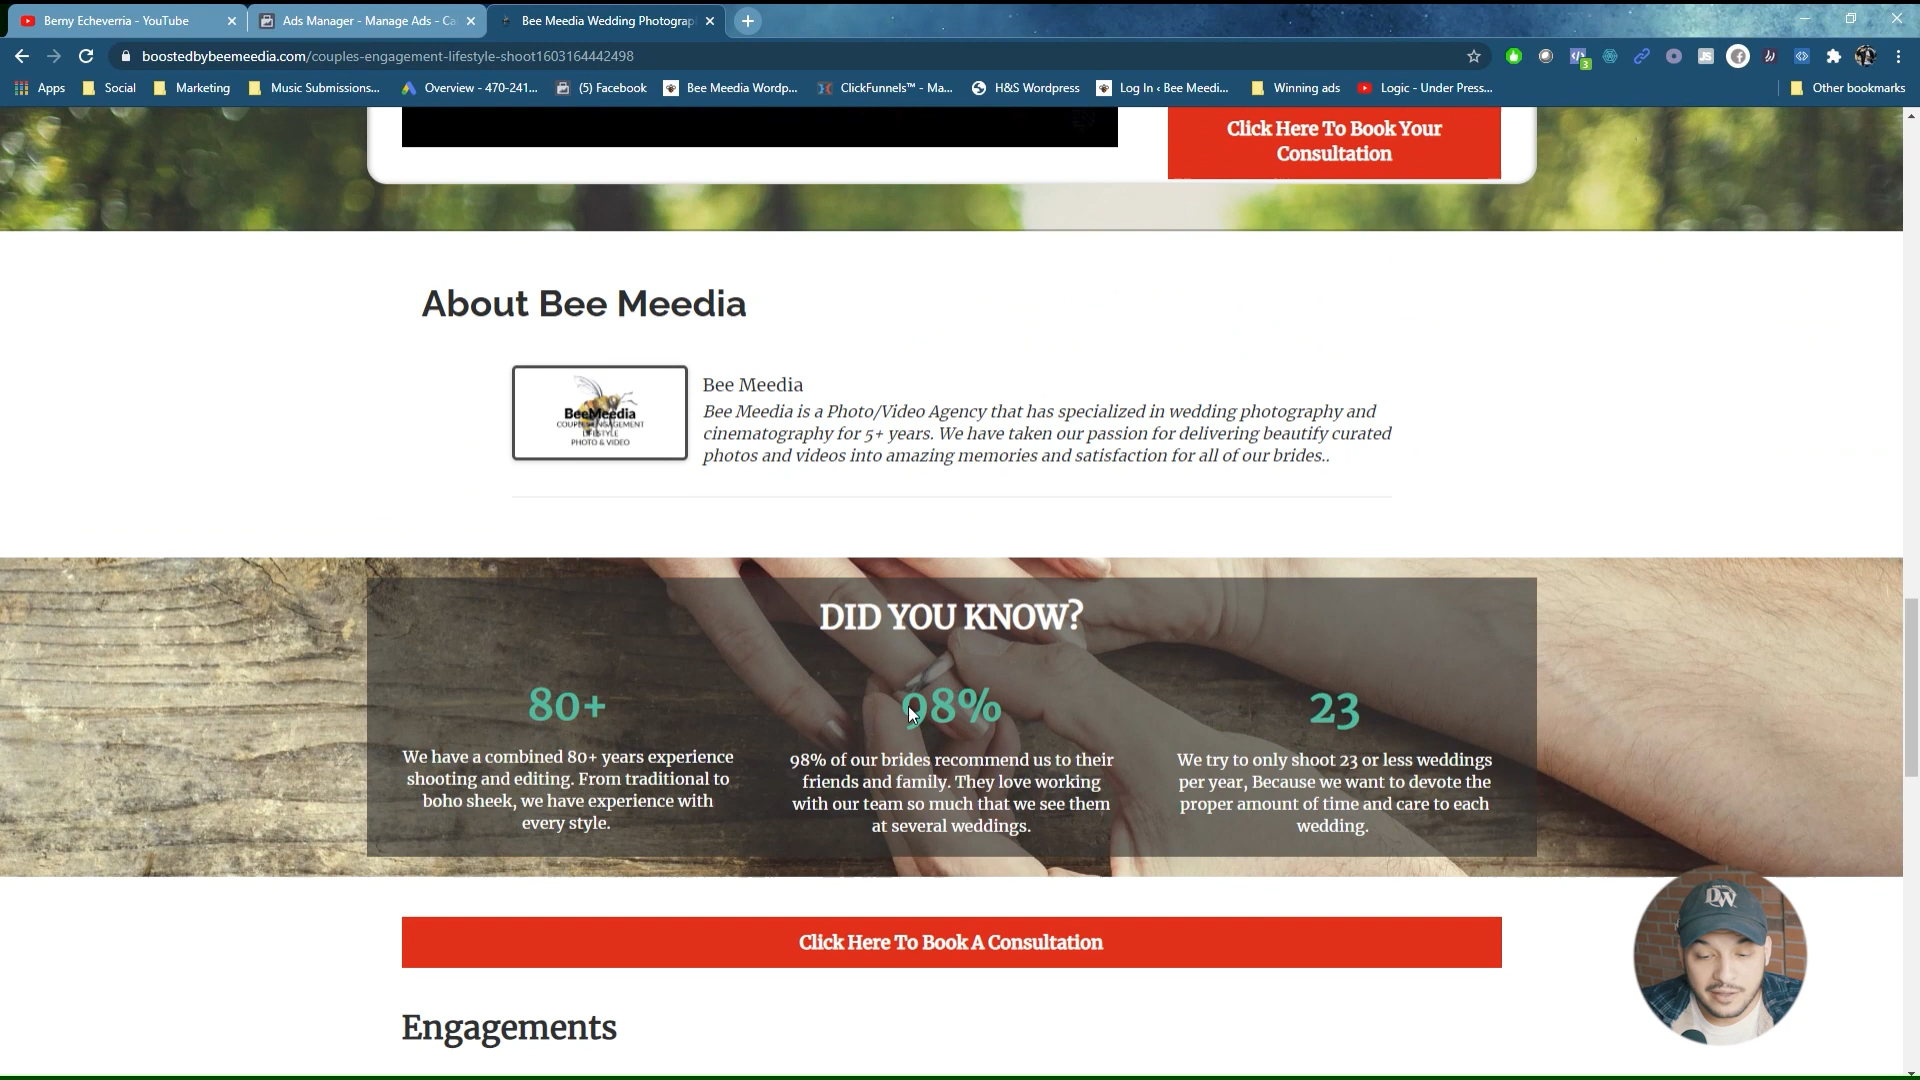 Berny Echeverria - YouTube
Ads Manager - Manage Ads - Ca
Bee Meedia Wedding Photograp
boostedbybeemeedia.com/couples-engagement-lifestyle-shoot1603164442498
3
JS
Apps
Social
Marketing
Music Submissions...
Overview - 470-241...
(5) Facebook
Bee Meedia Wordp...
ClickFunnels™ - Ma...
H&S Wordpress
Log In ‹ Bee Meedi...
Winning ads
Logic - Under Press...
Other bookmarks
Click Here To Book Your
Consultation
About Bee Meedia
BeeMeedia
COUPLES ENGAGEMENT
LIFESTYLE
PHOTO & VIDEO
Bee Meedia
Bee Meedia is a Photo/Video Agency that has specialized in wedding photography and
cinematography for 5+ years. We have taken our passion for delivering beautify curated
photos and videos into amazing memories and satisfaction for all of our brides..
DID YOU KNOW?
80+
We have a combined 80+ years experience
shooting and editing. From traditional to
boho sheek, we have experience with
every style.
98%
98% of our brides recommend us to their
friends and family. They love working
with our team so much that we see them
at several weddings.
23
We try to only shoot 23 or less weddings
per year, Because we want to devote the
proper amount of time and care to each
wedding.
Click Here To Book A Consultation
DW
Engagements